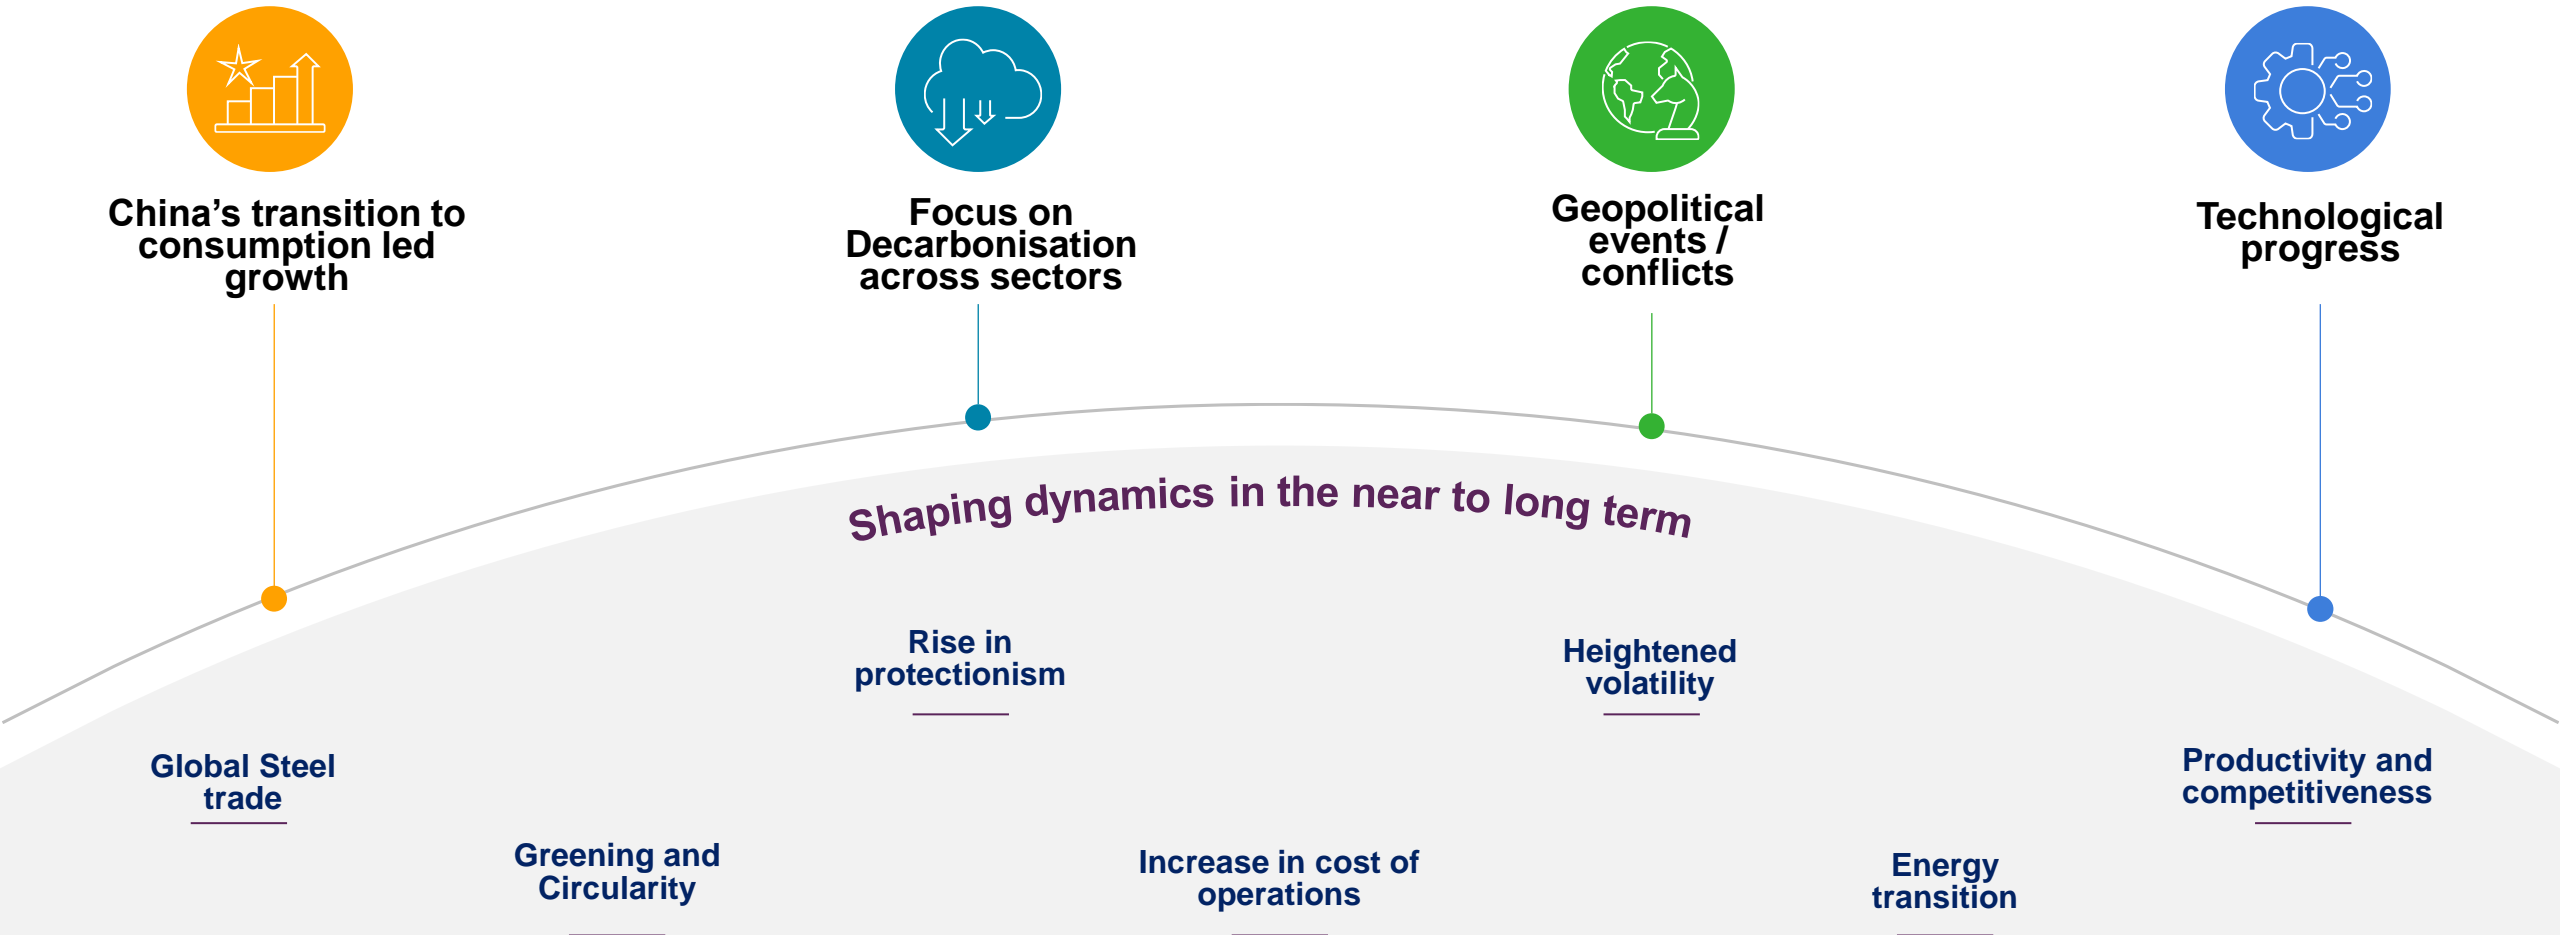 China’s transition to
consumption led
growth
Focus on
Decarbonisation
across sectors
Geopolitical
events /
conflicts
Technological
progress
Shaping dynamics in the near to long term
Rise in
protectionism
Heightened
volatility
Global Steel
trade
Productivity and
competitiveness
Greening and
Circularity
Increase in cost of
operations
Energy
transition